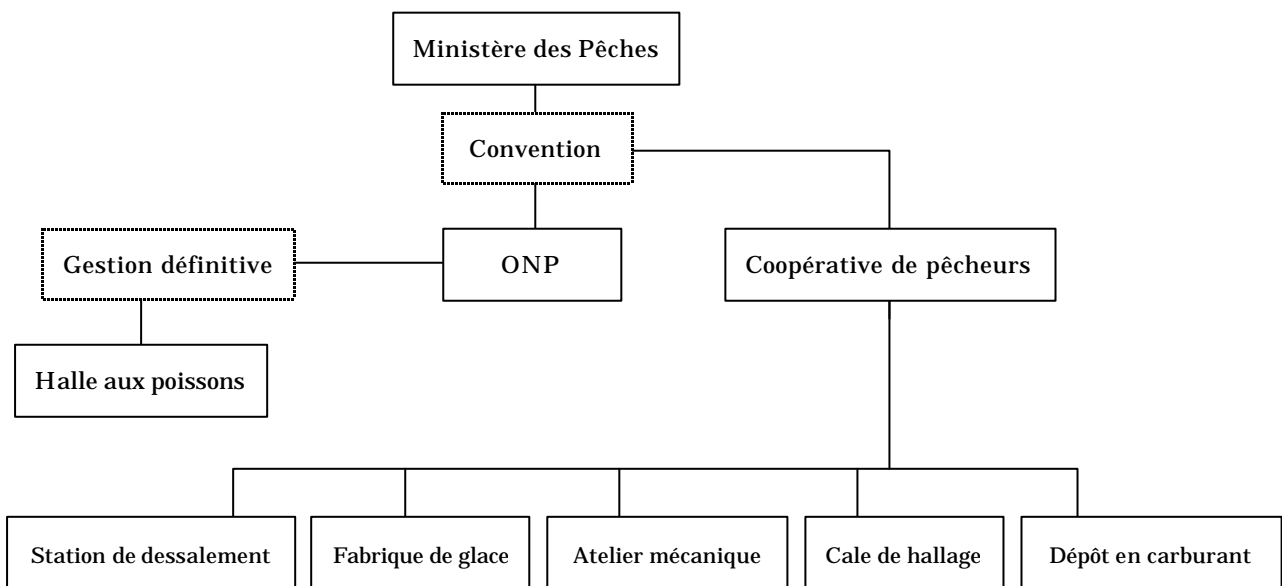 Ministère des Pêches
Convention
Gestion définitive
ONP
Coopérative de pêcheurs
Halle aux poissons
Station de dessalement
Fabrique de glace
Atelier mécanique
Cale de hallage
Dépôt en carburant